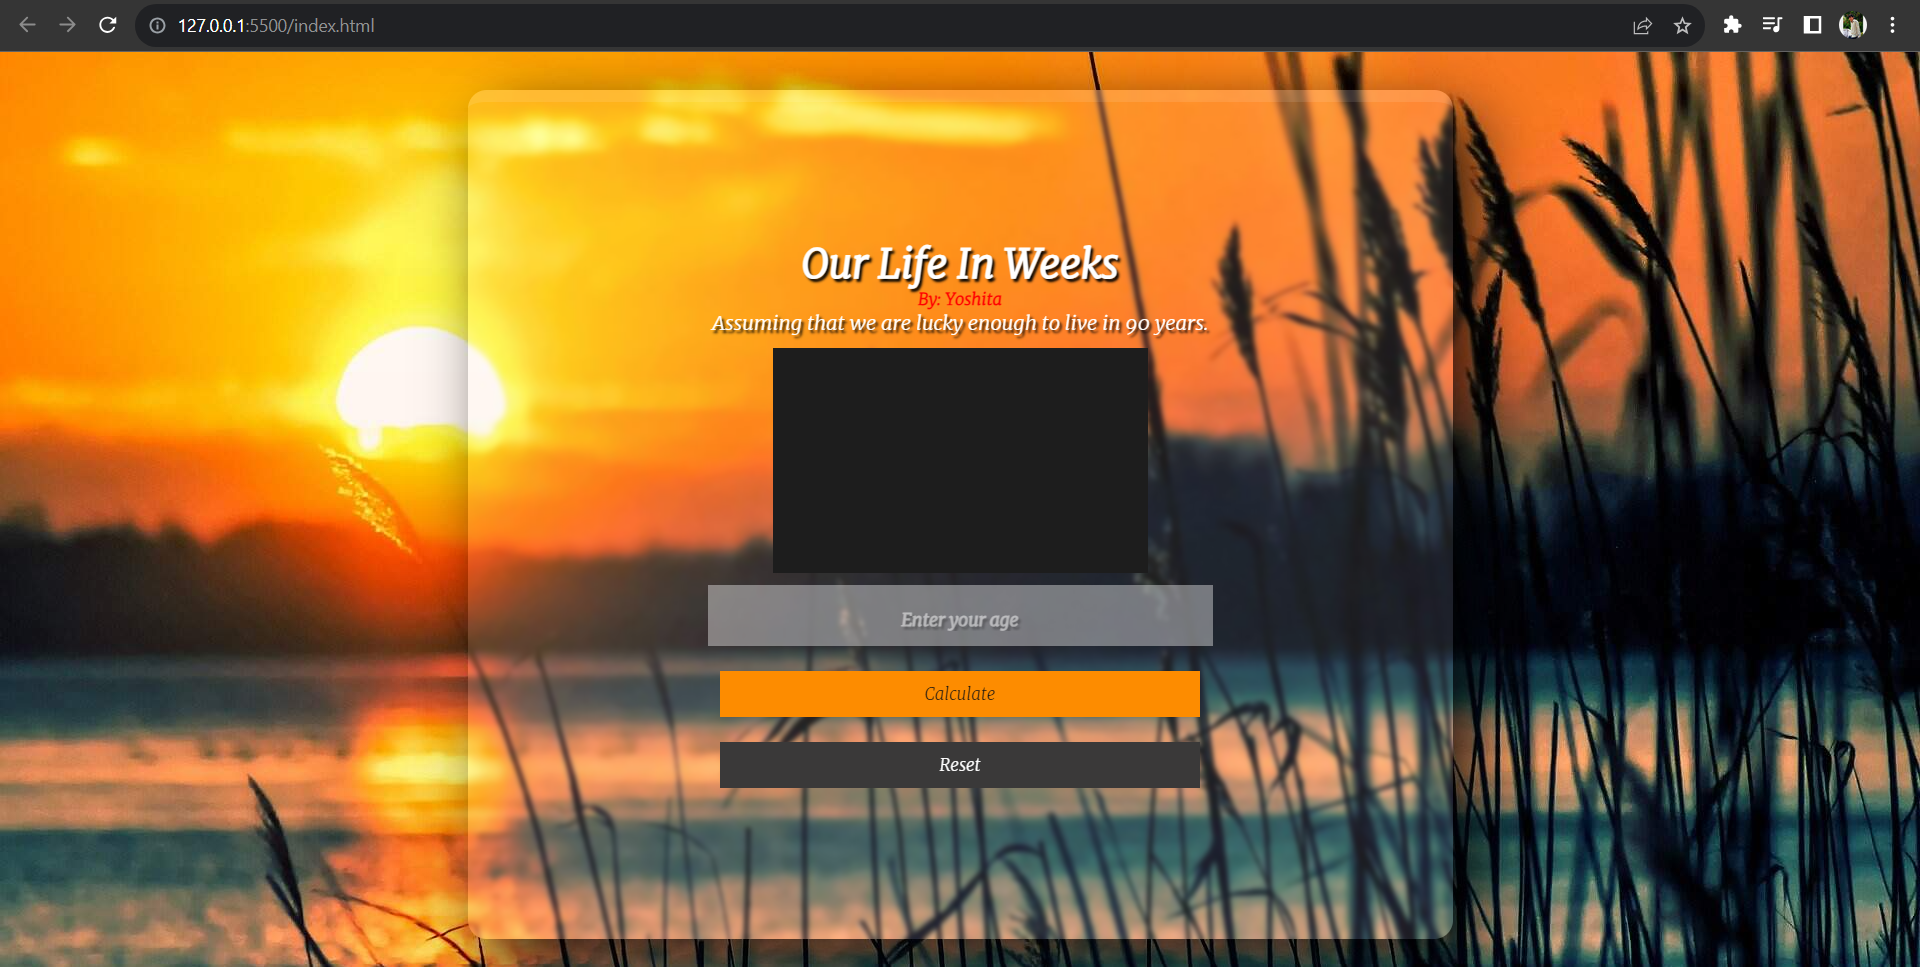 127.0.0.1:5500/index.html
Our Life In Weeks
By: Yoshita
Assuming that we are lucky enough to live in 90 years.
Enter your age
Calculate
Reset